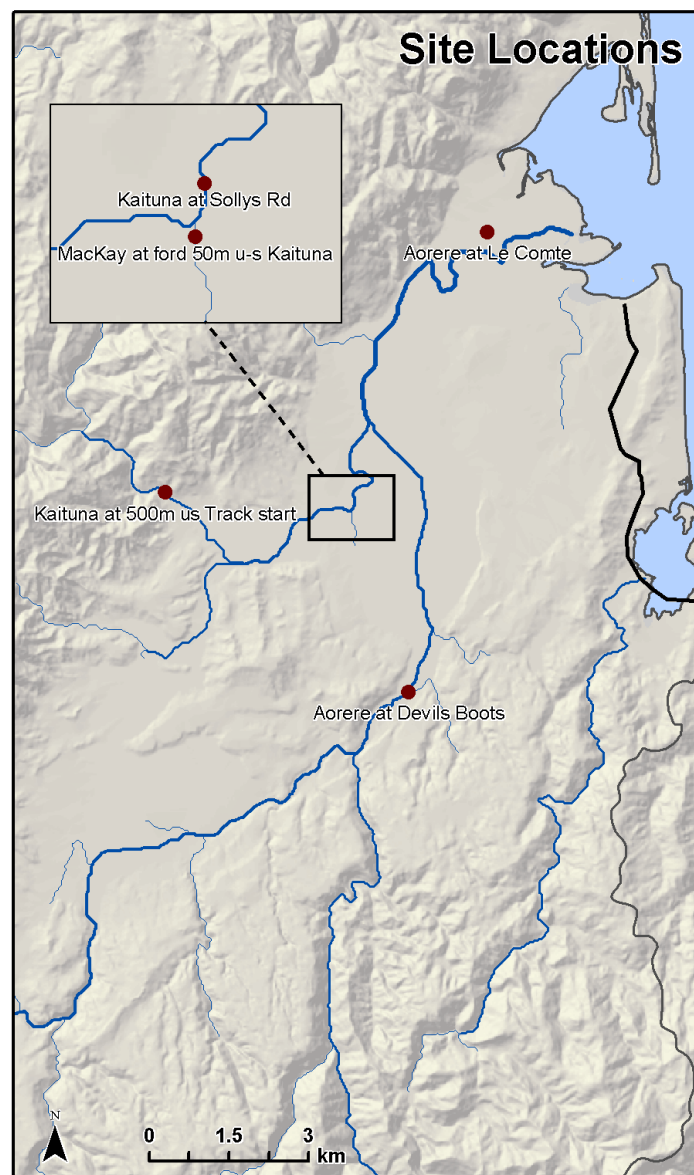 Site Locations
Kaituna at Sollys Rd
MacKay at ford 50m u-s Kaituna
Aorere at Le Comte
Kaituna at 500m us Track start
Aorere at Devils Boots
N
0 1.5 3
km